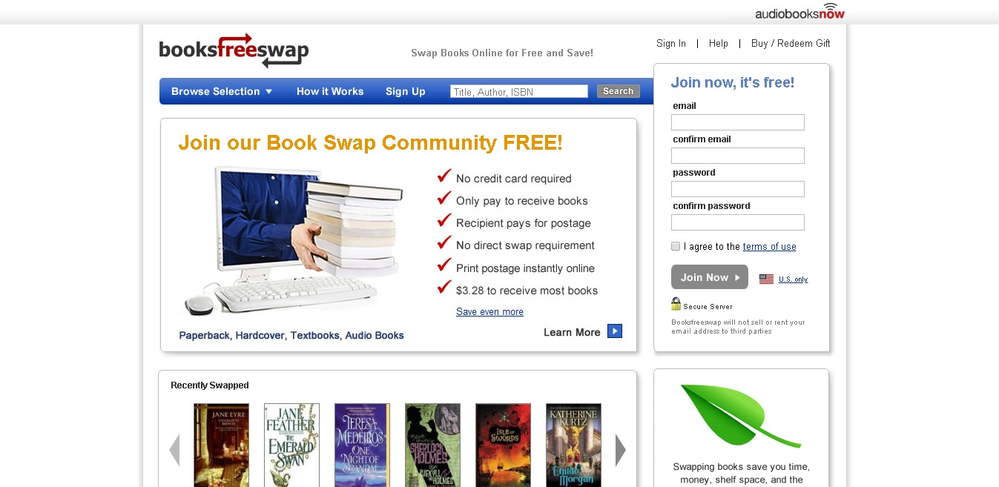 audiobooksnow
booksfreeswap
Swap Books Online for Free and Save!
Sign In | Help | Buy / Redeem Gift
Browse Selection
How it Works
Sign Up
Title, Author, ISBN
Search
Join now, it's free!
email
confirm email
password
confirm password
I agree to the terms of use
Join Now
U.S. only
Secure Server
Booksfreeswap will not sell or rent your
email address to third parties
Join our Book Swap Community FREE!
No credit card required
Only pay to receive books
Recipient pays for postage
No direct swap requirement
Print postage instantly online
$3.28 to receive most books
Save even more
Learn More
Paperback, Hardcover, Textbooks, Audio Books
Recently Swapped
JANE EYRE
CHARLOTTE BRONTE
JANE
FEATHER
THE
EMERALD
SWAN
TERESA
MEDEIROS
ONE
NIGHT OF
SCANDAL
SHERLOCK
HOLMES
ISLE OF
SWORDS
KATHERINE
KURTZ
Childe
Morgan
Swapping books save you time,
money, shelf space, and the